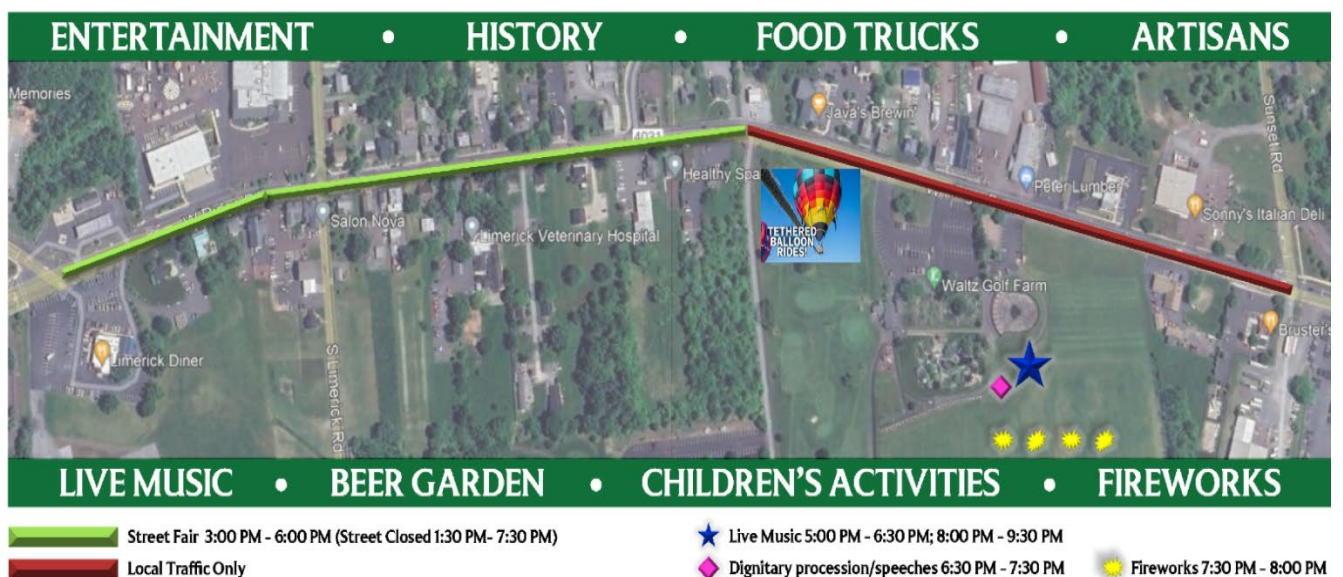 ENTERTAINMENT • HISTORY • FOOD TRUCKS • ARTISANS
Memories
Java's Brewin'
Sunset Rd
4031
Healthy Spa
Peter Lumber
Sonny's Italian Deli
Salon Nova
Limerick Veterinary Hospital
TETHERED
BALLOON
RIDES!
Waltz Golf Farm
Limerick Diner
S Limerick Rd
Bruster's
LIVE MUSIC • BEER GARDEN • CHILDREN'S ACTIVITIES • FIREWORKS
Street Fair 3:00 PM - 6:00 PM (Street Closed 1:30 PM- 7:30 PM)
Live Music 5:00 PM - 6:30 PM; 8:00 PM - 9:30 PM
Local Traffic Only
Dignitary procession/speeches 6:30 PM - 7:30 PM
Fireworks 7:30 PM - 8:00 PM